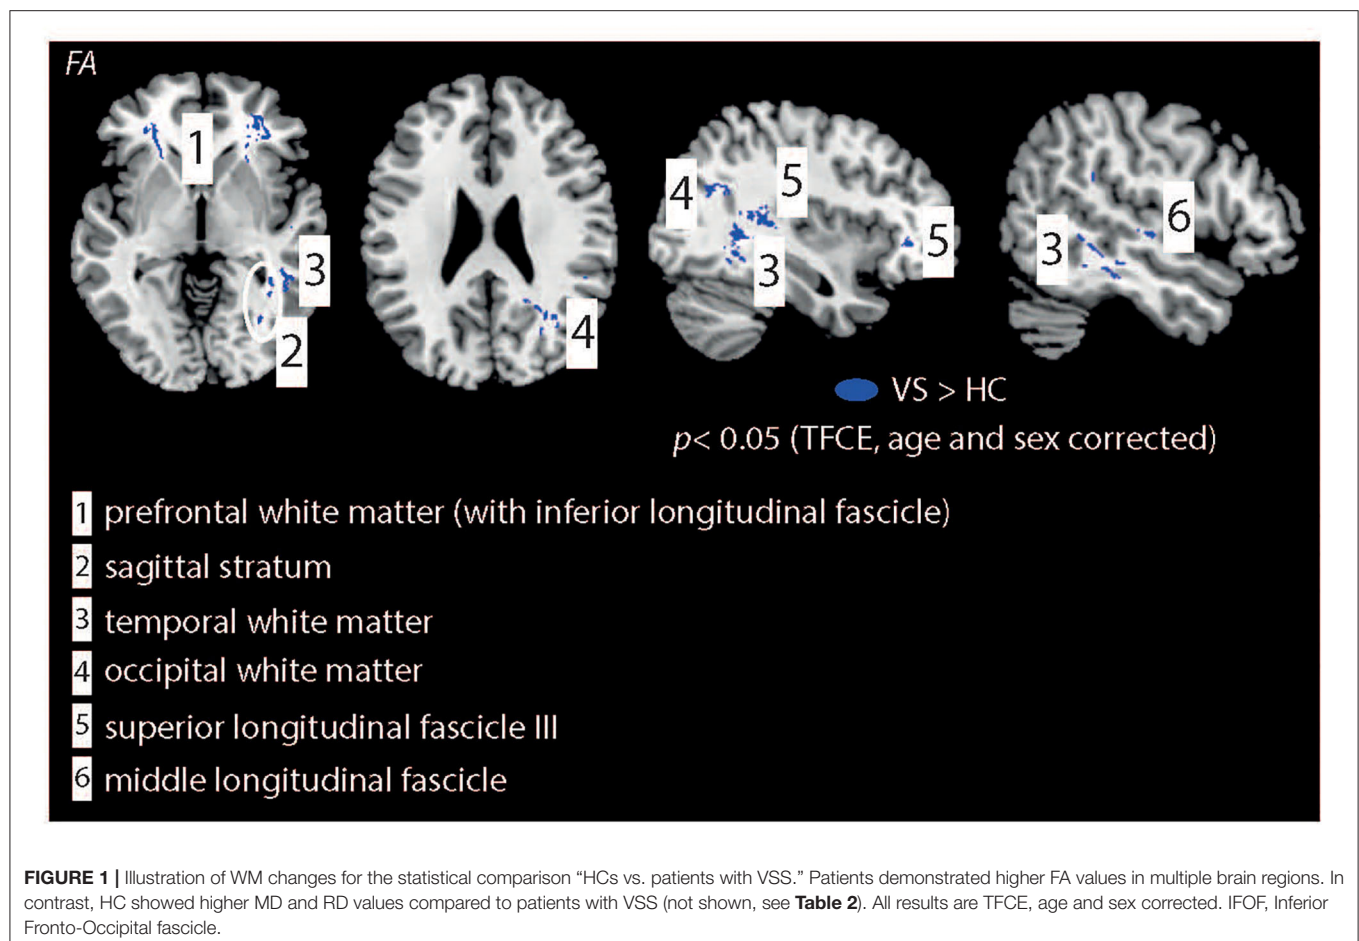 FA
1
3
2
4
4
5
3
5
3
6
VS > HC
p< 0.05 (TFCE, age and sex corrected)
1 prefrontal white matter (with inferior longitudinal fascicle)
2 sagittal stratum
3 temporal white matter
4 occipital white matter
5 superior longitudinal fascicle III
6 middle longitudinal fascicle
FIGURE 1 | Illustration of WM changes for the statistical comparison “HCs vs. patients with VSS.” Patients demonstrated higher FA values in multiple brain regions. In
contrast, HC showed higher MD and RD values compared to patients with VSS (not shown, see Table 2). All results are TFCE, age and sex corrected. IFOF, Inferior
Fronto-Occipital fascicle.